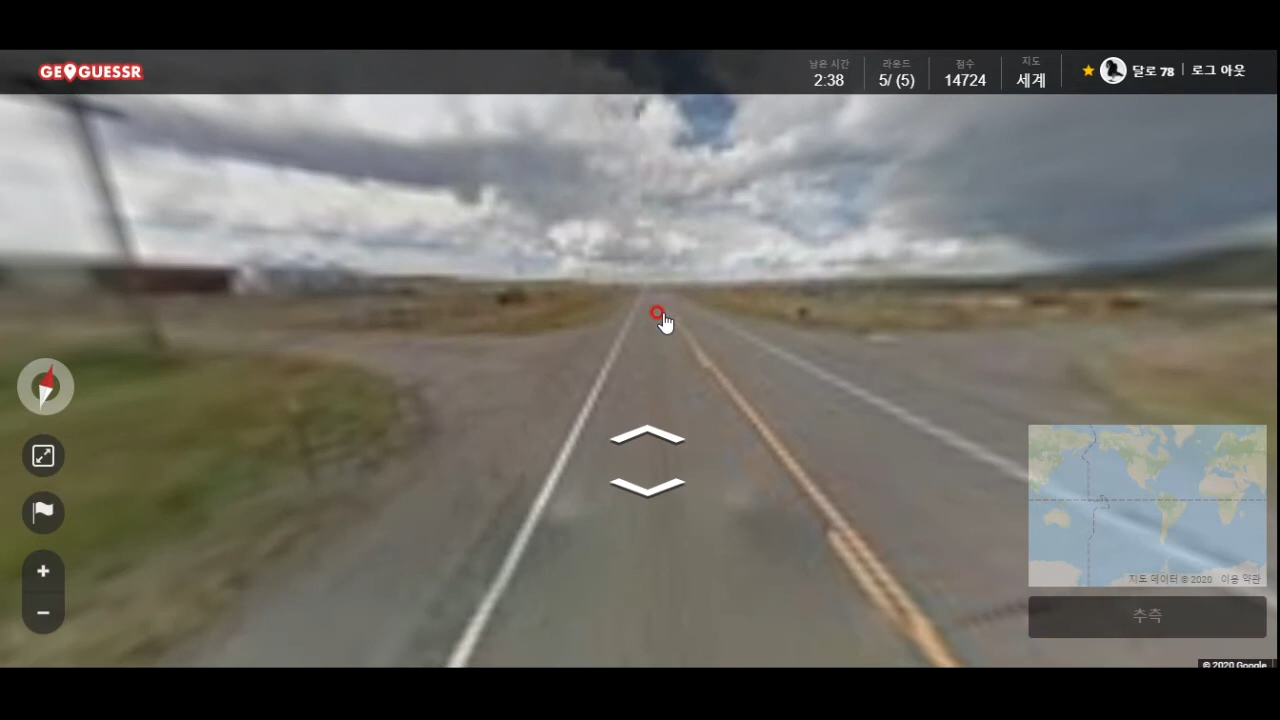 GEOGUESSR
남은 시간
2:38
라운드
5/ (5)
점수
14724
지도
세계
달로 78
로그 아웃
지도 데이터 © 2020 이용 약관
추측
© 2020 Google